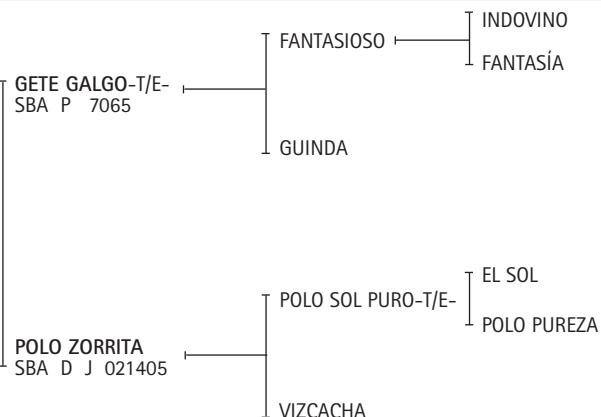 INDOVINO
FANTASIOSO
FANTASÍA
GETE GALGO-T/E-
SBA P 7065
GUINDA
EL SOL
POLO SOL PURO-T/E-
POLO PUREZA
POLO ZORRITA
SBA D J 021405
VIZCACHA